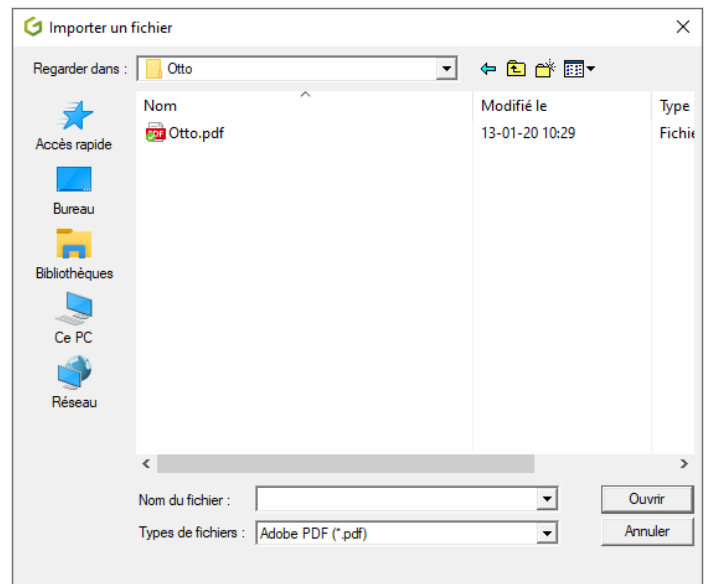 Importer un fichier
Regarder dans : Otto
Nom Modifié le Type
Otto.pdf 13-01-20 10:29 Fichie
Accès rapide
Bureau
Bibliothèques
Ce PC
Réseau
Nom du fichier : Ouvrir
Types de fichiers : Adobe PDF (*.pdf) Annuler